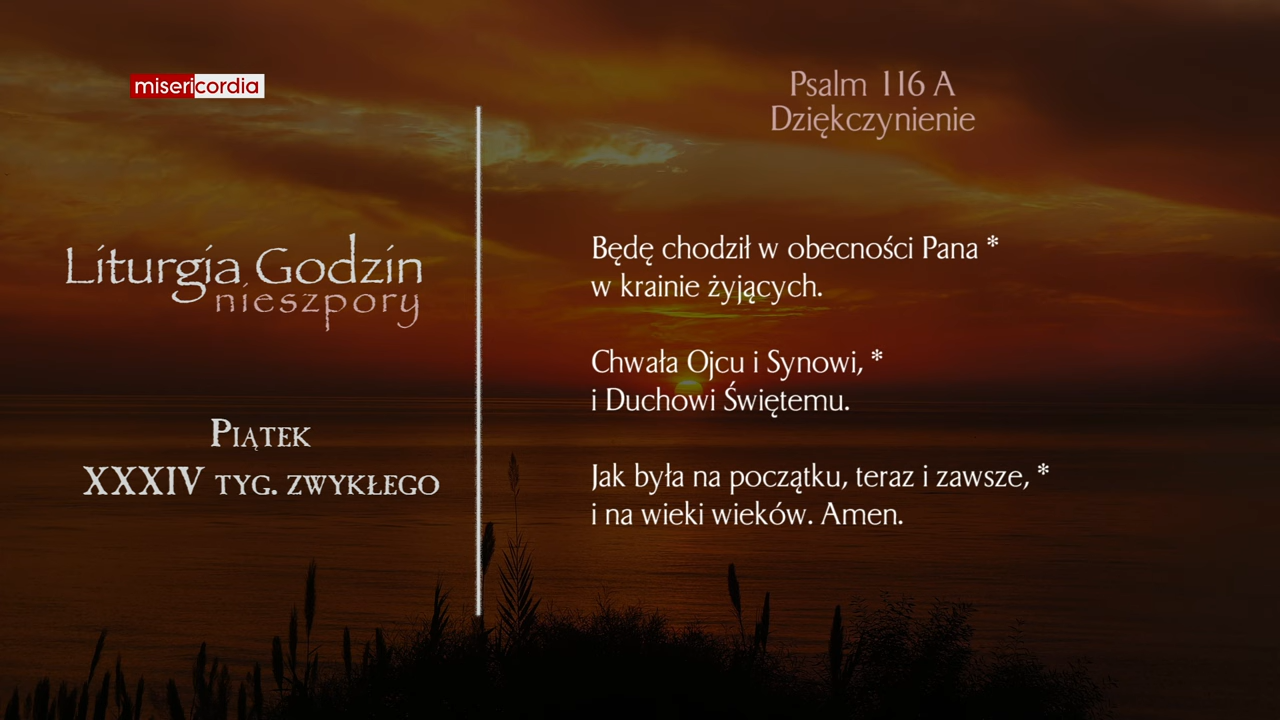 misericordia
Liturgia Godzin
nieszpory
Piątek
XXXIV tyg. zwykłego
Psalm 116 A
Dziękczynienie
Będę chodził w obecności Pana *
w krainie żyjących.
Chwała Ojcu i Synowi, *
i Duchowi Świętemu.
Jak była na początku, teraz i zawsze, *
i na wieki wieków. Amen.